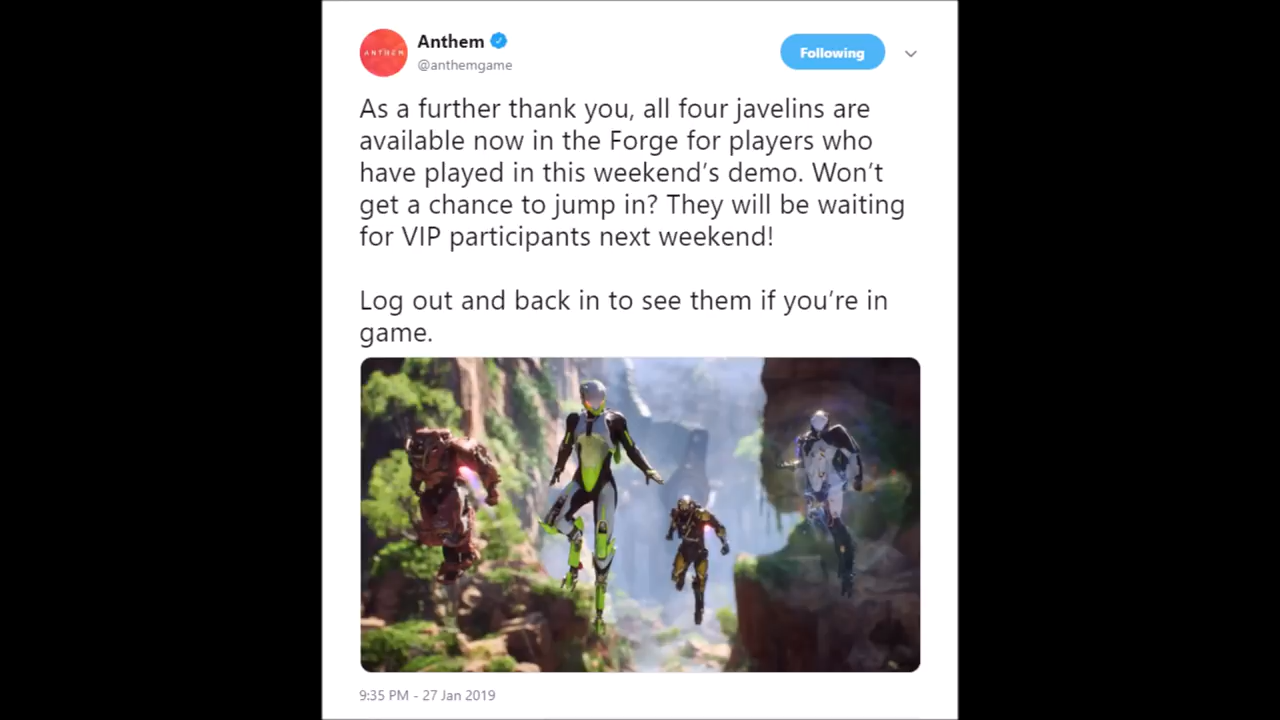 ANTHEM
Anthem
@anthemgame
Following
As a further thank you, all four javelins are
available now in the Forge for players who
have played in this weekend’s demo. Won’t
get a chance to jump in? They will be waiting
for VIP participants next weekend!
Log out and back in to see them if you’re in
game.
9:35 PM - 27 Jan 2019